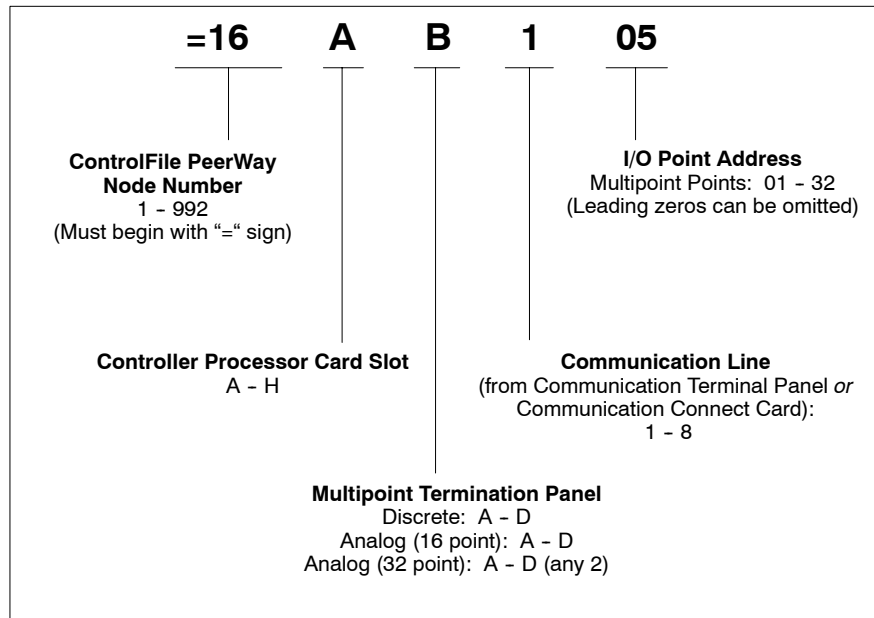 =16 A B 1 05
ControlFile PeerWay
Node Number
1 - 992
(Must begin with “=“ sign)
I/O Point Address
Multipoint Points: 01 - 32
(Leading zeros can be omitted)
Controller Processor Card Slot
A - H
Communication Line
(from Communication Terminal Panel or
Communication Connect Card):
1 - 8
Multipoint Termination Panel
Discrete: A - D
Analog (16 point): A - D
Analog (32 point): A - D (any 2)